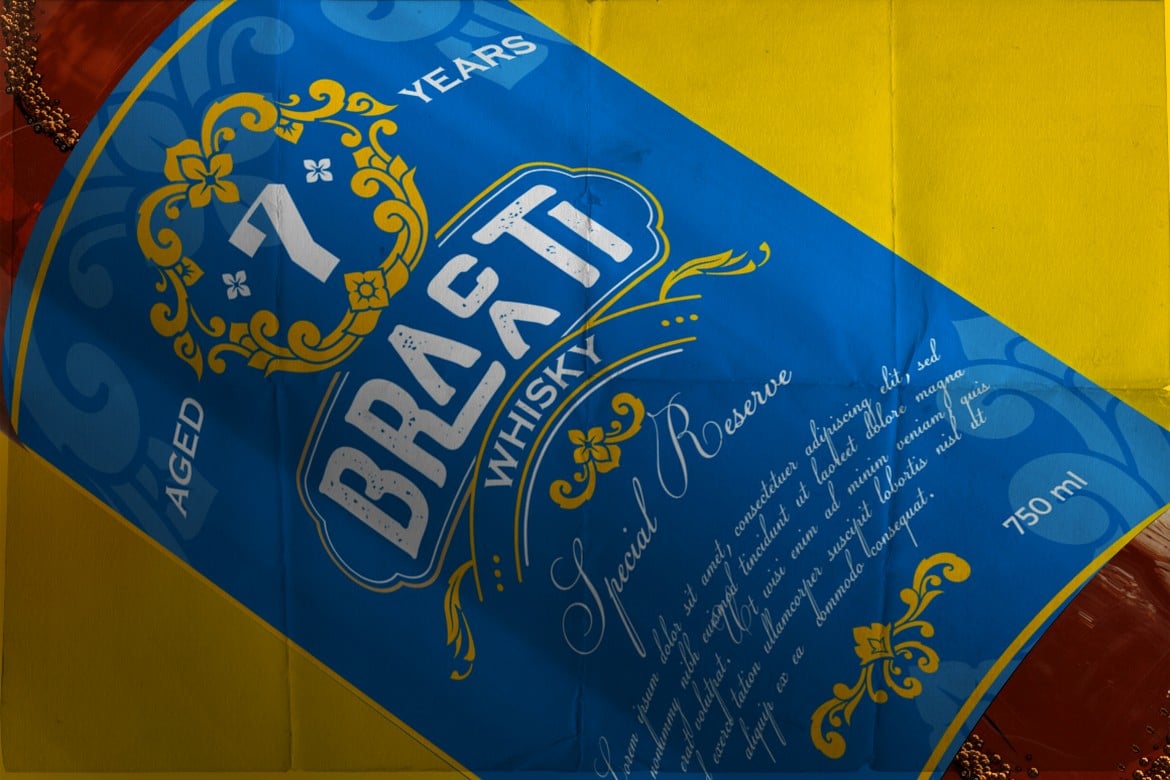 AGED 7 YEARS
BRACATI
WHISKY
Special Reserve
Lorem ipsum dolor sit amet, consectetuer adipiscing elit, sed
nonummy nibh euismod tincidunt ut laoreet dolore magna
erat volutpat. Ut wisi enim ad minim veniam, quis
exerci tation ullamcorper suscipit lobortis nisl ut
aliquip ex ea commodo consequat.
750 ml